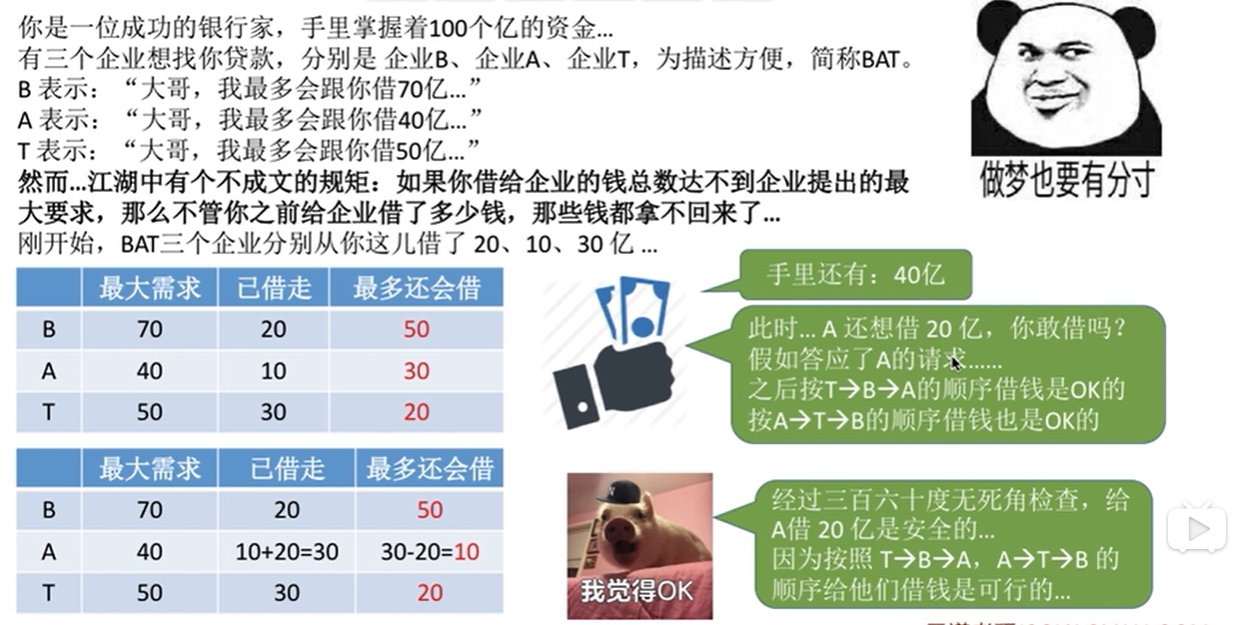 你是一位成功的银行家，手里掌握着100个亿的资金...
有三个企业想找你贷款，分别是 企业B、企业A、企业T，为描述方便，简称BAT。
B 表示：“大哥，我最多会跟你借70亿...”
A 表示：“大哥，我最多会跟你借40亿...”
T 表示：“大哥，我最多会跟你借50亿...”
然而...江湖中有个不成文的规矩：如果你借给企业的钱总数达不到企业提出的最
大要求，那么不管你之前给企业借了多少钱，那些钱都拿不回来了...
刚开始，BAT三个企业分别从你这儿借了 20、10、30 亿 ...
做梦也要有分寸
最大需求 已借走 最多还会借
B 70 20 50
A 40 10 30
T 50 30 20
手里还有：40亿
此时... A 还想借 20 亿，你敢借吗？
假如答应了A的请求......
之后按T→B→A的顺序借钱是OK的
按A→T→B的顺序借钱也是OK的
最大需求 已借走 最多还会借
B 70 20 50
A 40 10+20=30 30-20=10
T 50 30 20
我觉得OK
经过三百六十度无死角检查，给
A借 20 亿是安全的...
因为按照 T→B→A，A→T→B 的
顺序给他们借钱是可行的...